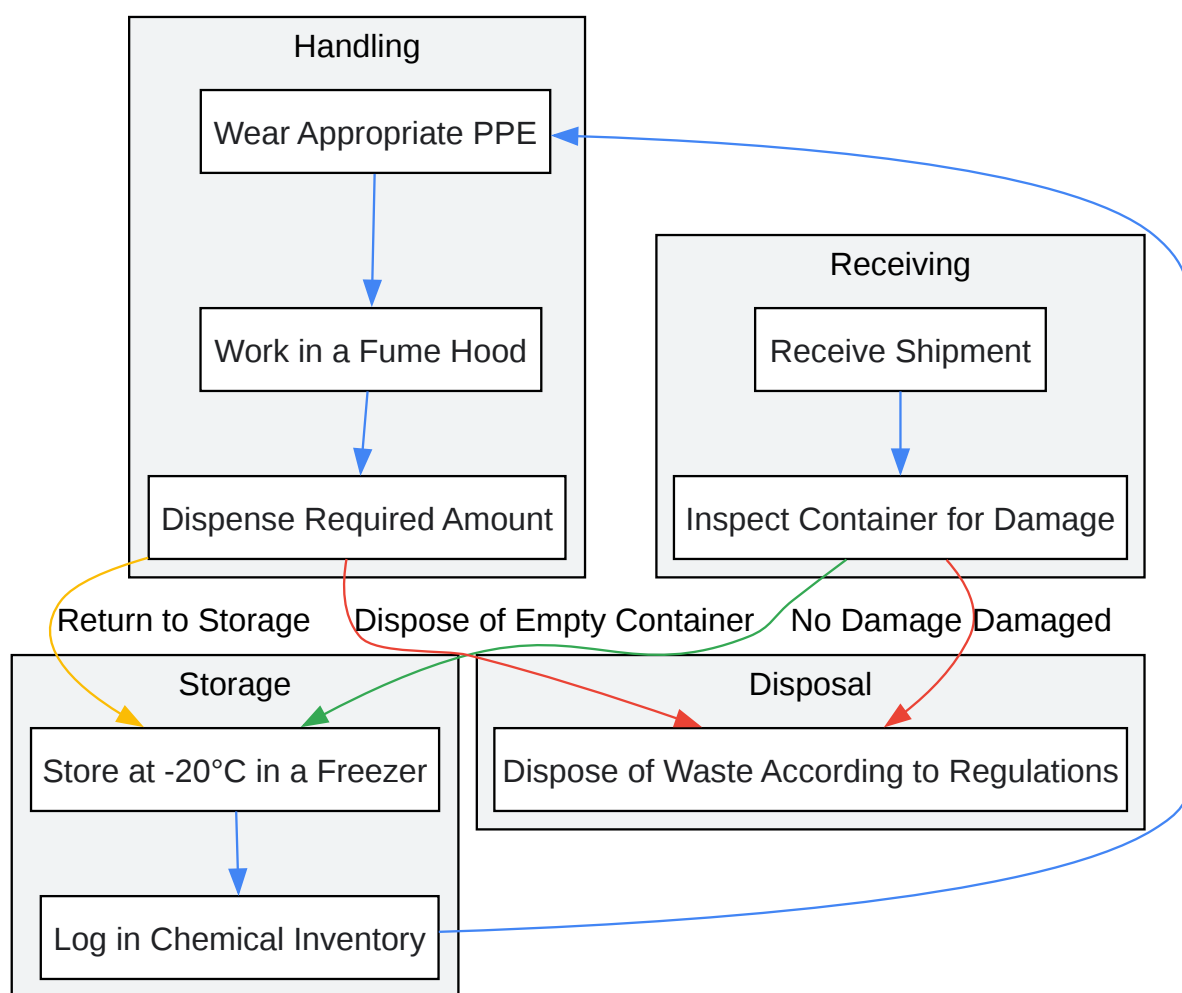 Handling
Wear Appropriate PPE
Work in a Fume Hood
Dispense Required Amount
Receiving
Receive Shipment
Inspect Container for Damage
Return to Storage
Dispose of Empty Container
No Damage
Damaged
Storage
Store at -20°C in a Freezer
Log in Chemical Inventory
Disposal
Dispose of Waste According to Regulations